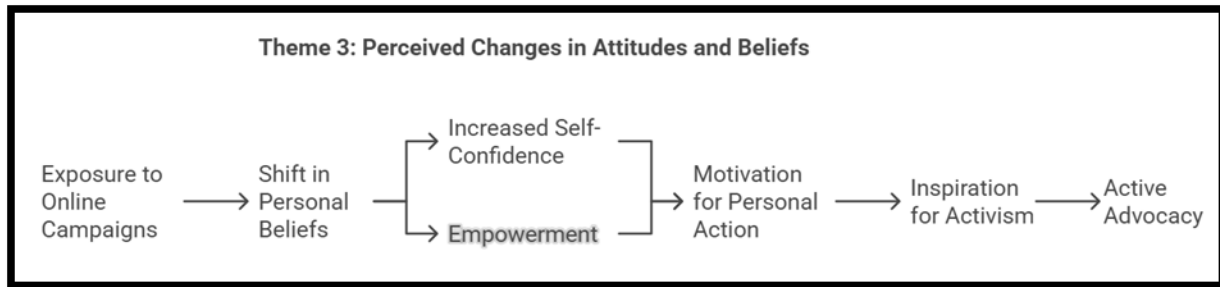 Theme 3: Perceived Changes in Attitudes and Beliefs
Exposure to
Online
Campaigns
Shift in
Personal
Beliefs
Increased Self-
Confidence
Empowerment
Motivation
for Personal
Action
Inspiration
for Activism
Active
Advocacy